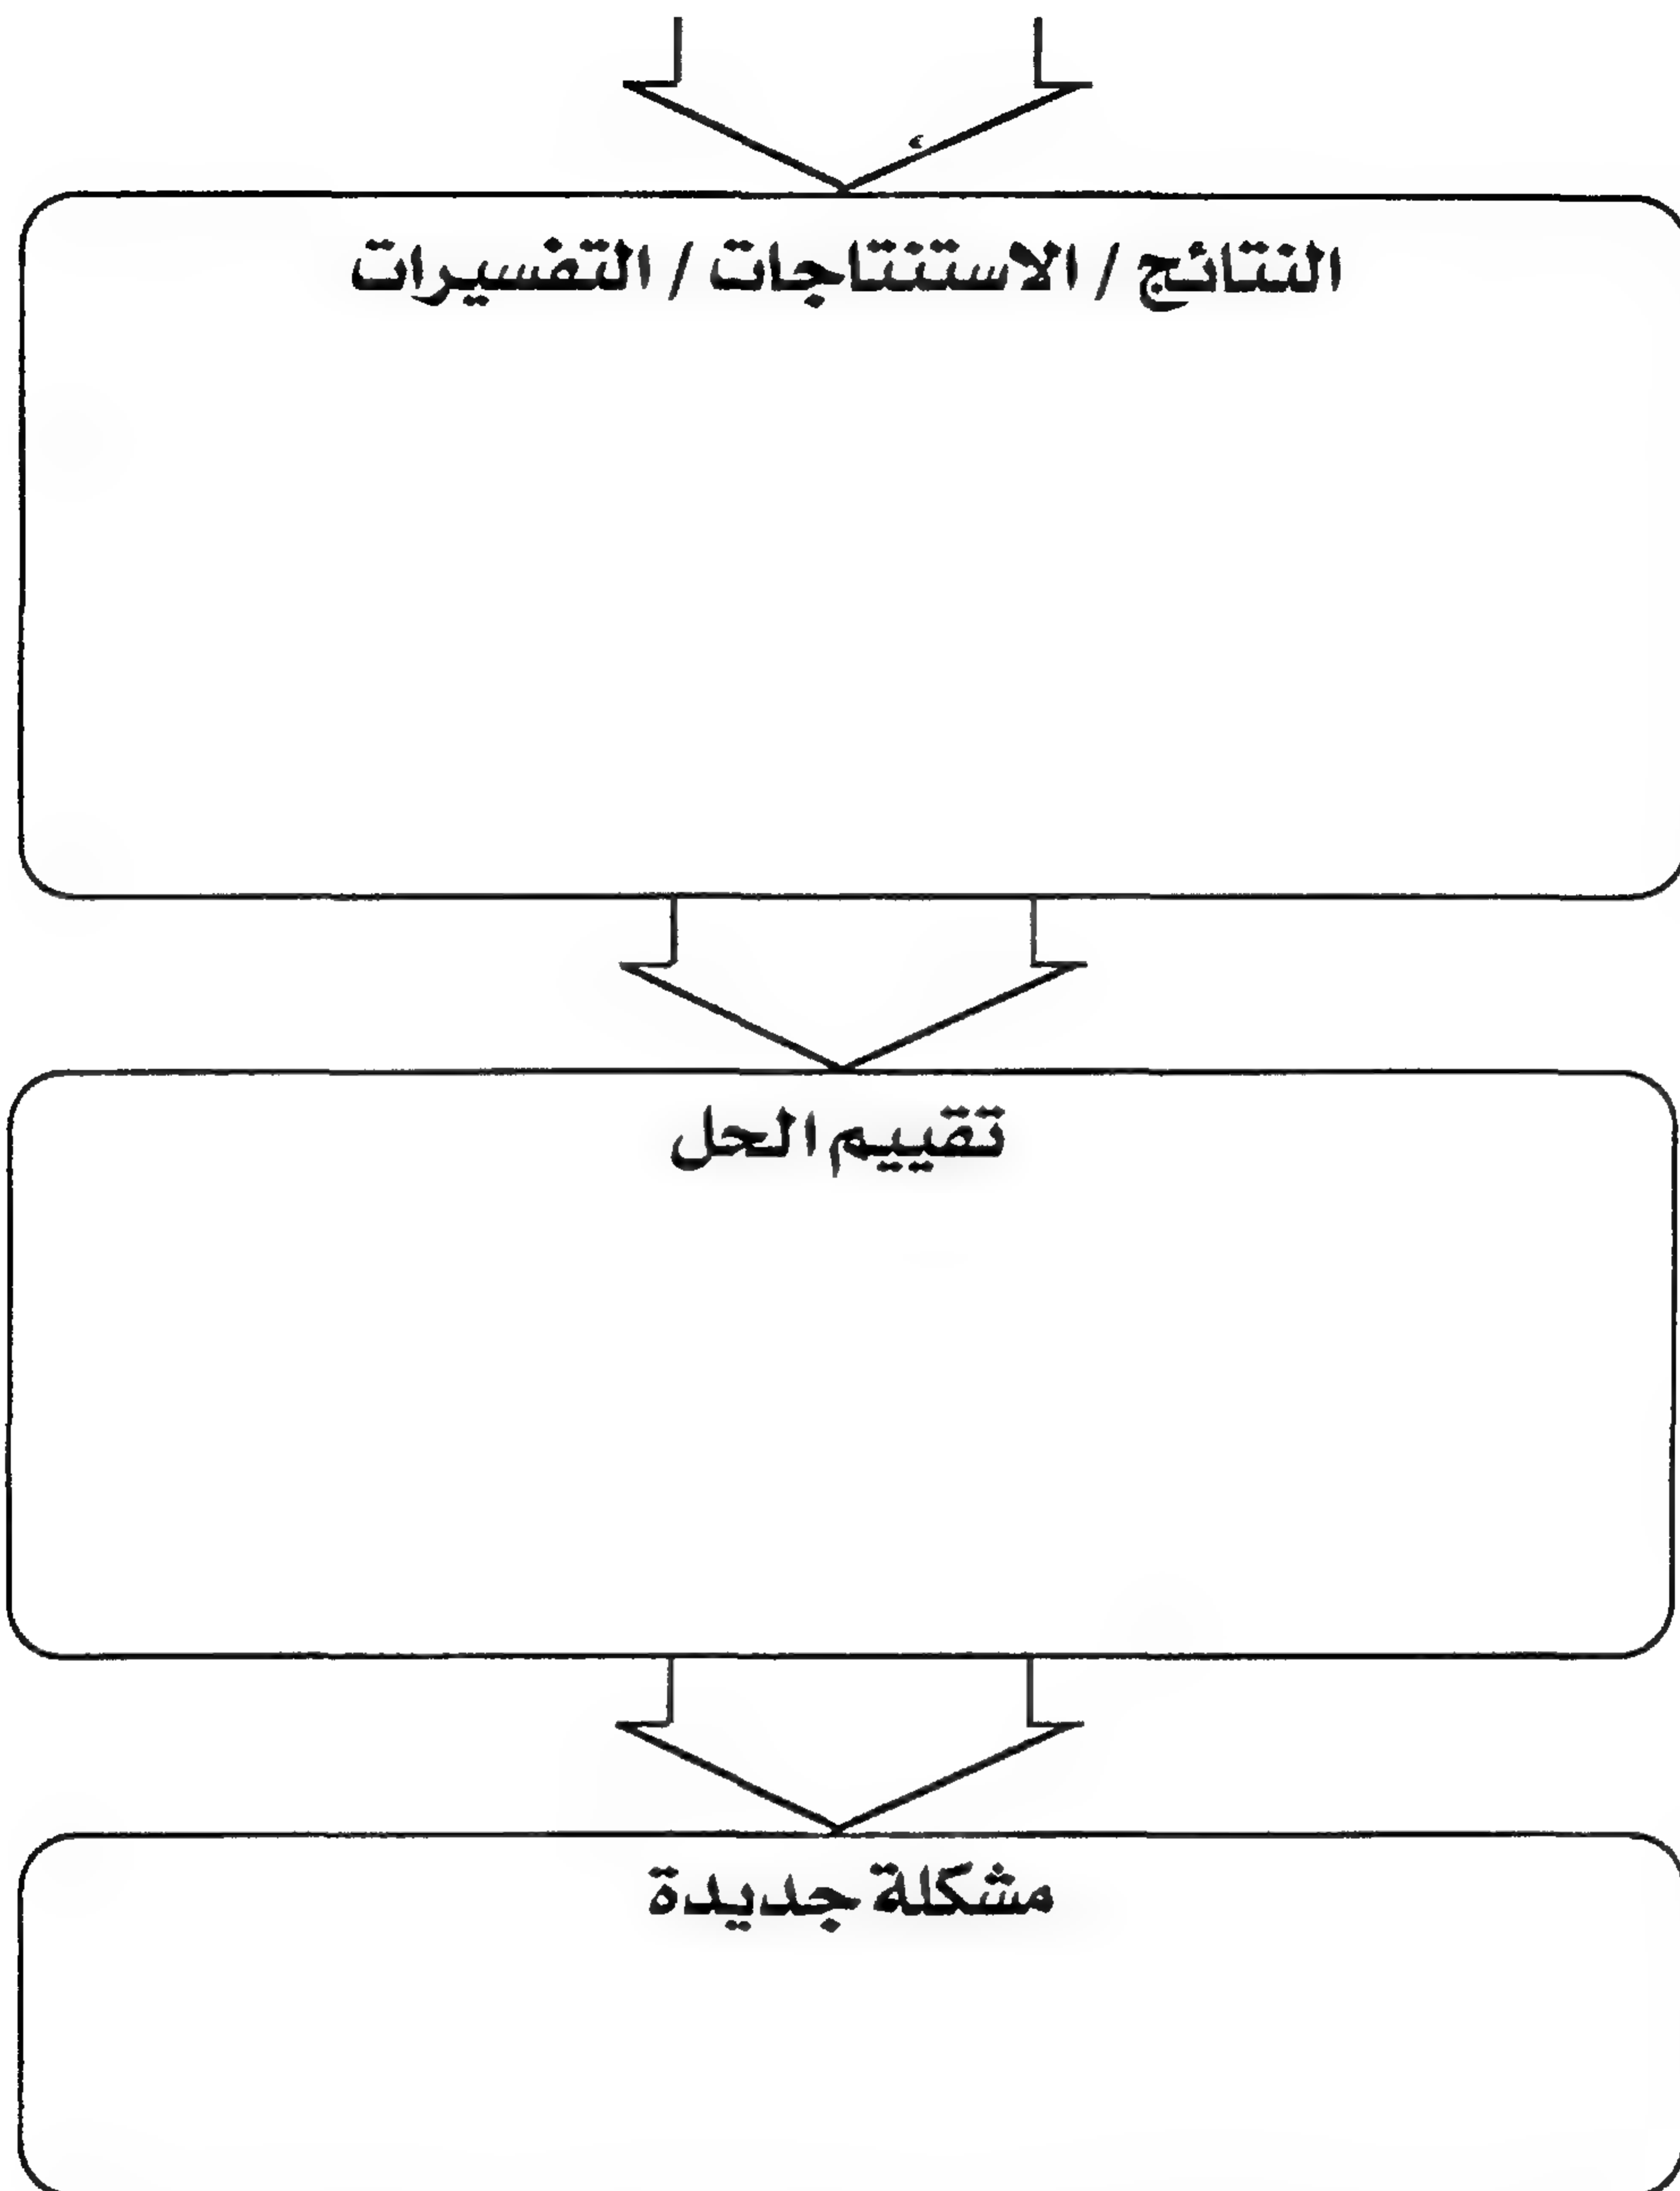 النتائج / الاستنتاجات / التفسيرات
تقييم الحل
مشكلة جديدة